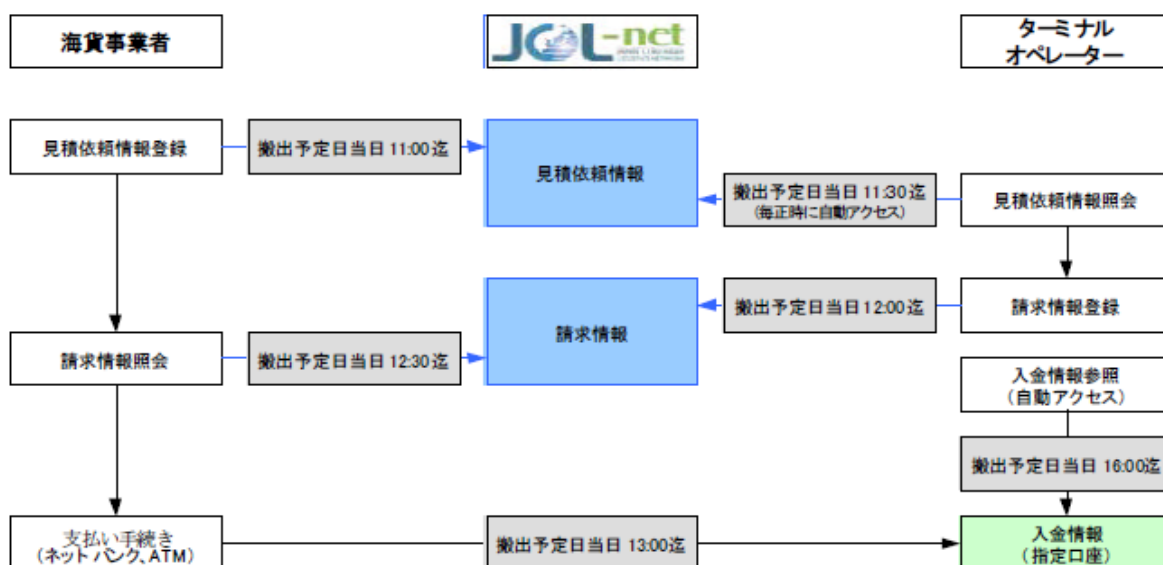 海貨事業者
JCL-net
ターミナル
オペレーター
見積依頼情報登録
搬出予定日当日 11:00迄
見積依頼情報
搬出予定日当日 11:30迄
(毎正時に自動アクセス)
見積依頼情報照会
搬出予定日当日 12:00迄
請求情報登録
請求情報
請求情報照会
搬出予定日当日 12:30迄
入金情報参照
(自動アクセス)
搬出予定日当日 16:00迄
支払い手続き
(ネットバンク、ATM)
搬出予定日当日 13:00迄
入金情報
(指定口座)